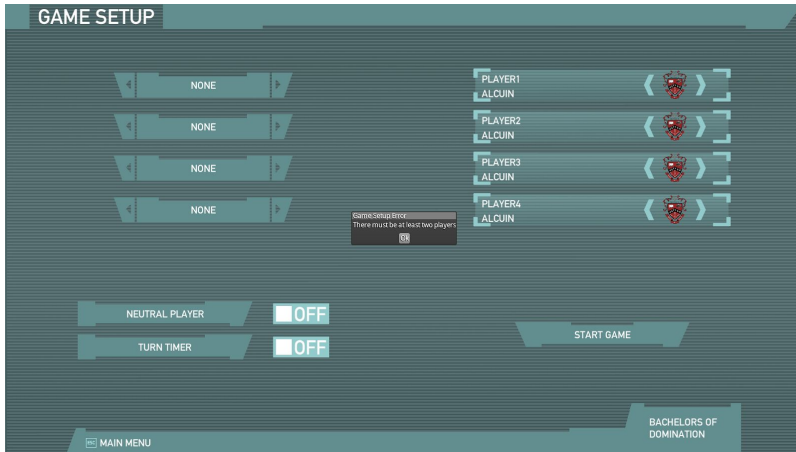 GAME SETUP
NONE
NONE
NONE
NONE
PLAYER1
ALCUIN
PLAYER2
ALCUIN
PLAYER3
ALCUIN
PLAYER4
ALCUIN
Game Setup Error
There must be at least two players
Ok
NEUTRAL PLAYER
OFF
TURN TIMER
OFF
START GAME
BACHELORS OF
DOMINATION
ESC MAIN MENU